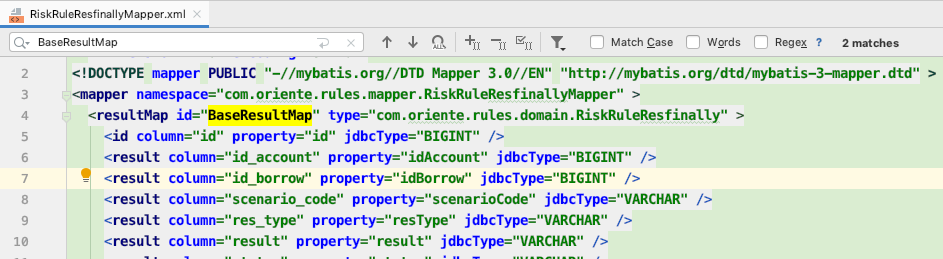 RiskRuleResfinallyMapper.xml
BaseResultMap Match Case Words Regex ? 2 matches
2 <!DOCTYPE mapper PUBLIC "-//mybatis.org//DTD Mapper 3.0//EN" "http://mybatis.org/dtd/mybatis-3-mapper.dtd" >
3 <mapper namespace="com.oriente.rules.mapper.RiskRuleResfinallyMapper" >
4 <resultMap id="BaseResultMap" type="com.oriente.rules.domain.RiskRuleResfinally" >
5 <id column="id" property="id" jdbcType="BIGINT" />
6 <result column="id_account" property="idAccount" jdbcType="BIGINT" />
7 <result column="id_borrow" property="idBorrow" jdbcType="BIGINT" />
8 <result column="scenario_code" property="scenarioCode" jdbcType="VARCHAR" />
9 <result column="res_type" property="resType" jdbcType="VARCHAR" />
10 <result column="result" property="result" jdbcType="VARCHAR" />